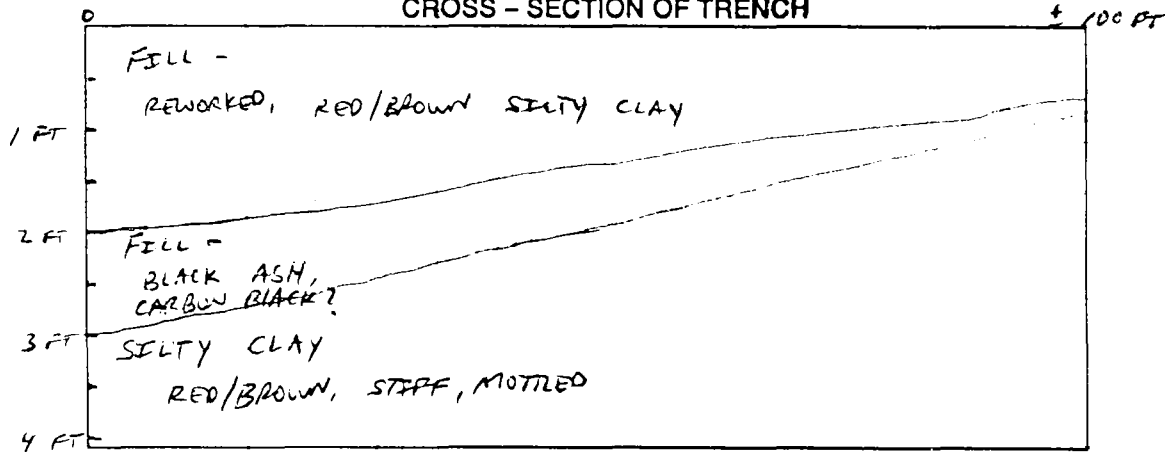 CROSS – SECTION OF TRENCH
0 ± 100 FT
FILL -
REWORKED, RED/BROWN SILTY CLAY
1 FT
2 FT
FILL -
BLACK ASH,
CARBON BLACK?
3 FT
SILTY CLAY
RED/BROWN, STIFF, MOTTLED
4 FT